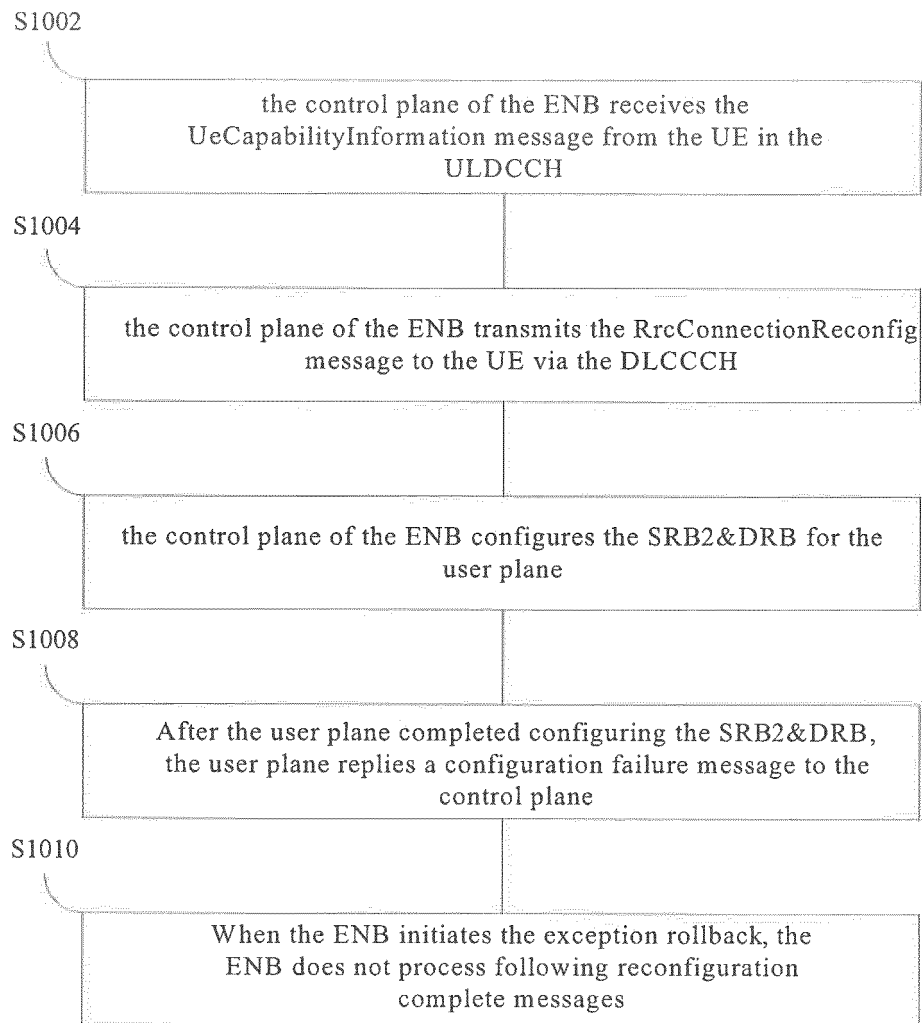 S1002
the control plane of the ENB receives the
UeCapabilityInformation message from the UE in the
ULDCCH
S1004
the control plane of the ENB transmits the RrcConnectionReconfig
message to the UE via the DLCCCH
S1006
the control plane of the ENB configures the SRB2&DRB for the
user plane
S1008
After the user plane completed configuring the SRB2&DRB,
the user plane replies a configuration failure message to the
control plane
S1010
When the ENB initiates the exception rollback, the
ENB does not process following reconfiguration
complete messages